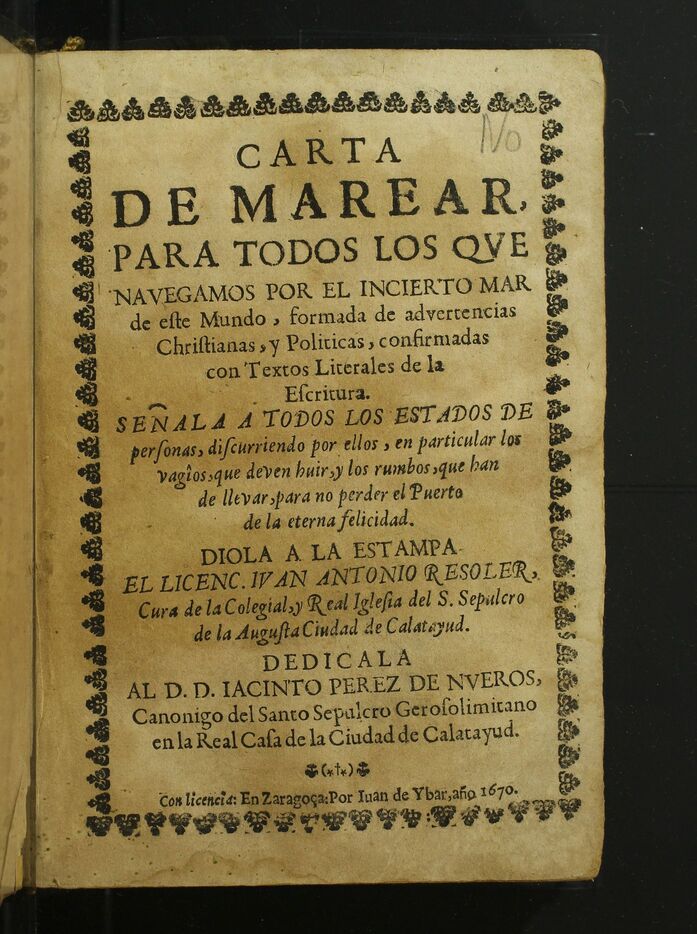 No
CARTA
DE MAREAR,
PARA TODOS LOS QVE
NAVEGAMOS POR EL INCIERTO MAR
de eſte Mundo, formada de advertencias
Chriſtianas, y Politicas, confirmadas
con Textos Literales de la
Eſcritura.
SEÑALA A TODOS LOS ESTADOS DE
perſonas, diſcurriendo por ellos, en particular los
vagîos, que deven huir, y los rumbos, que han
de llevar, para no perder el Puerto
de la eterna felicidad.
DIOLA A LA ESTAMPA
EL LICENC. IVAN ANTONIO RESOLER,
Cura de la Colegial, y Real Igleſia del S. Sepulcro
de la Auguſta Ciudad de Calatayud.
DEDICALA
AL D. D. IACINTO PEREZ DE NVEROS,
Canonigo del Santo Sepulcro Geroſolimitano
en la Real Caſa de la Ciudad de Calatayud.
(*†*)
Con licencia: En Zaragoça: Por Iuan de Ybar, año 1670.